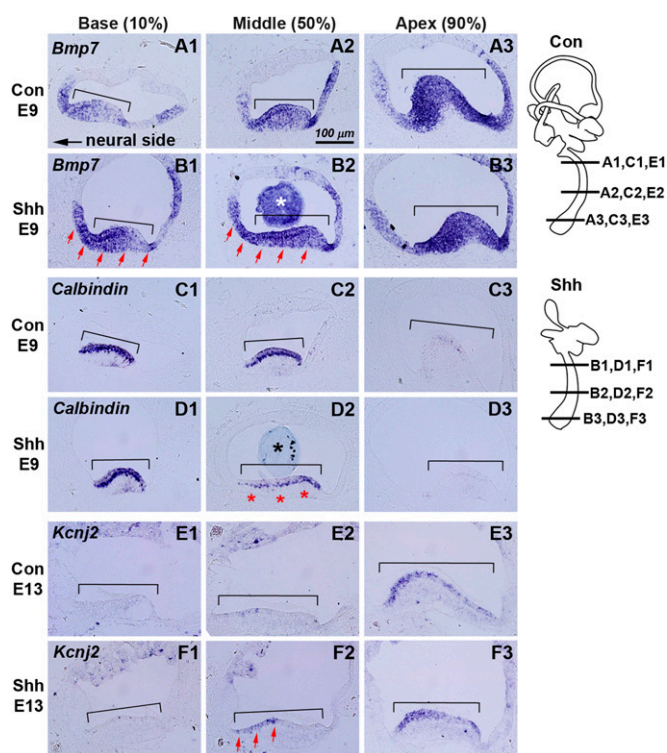 Base (10%) Middle (50%) Apex (90%)
Con E9
Bmp7 A1 A2 A3
neural side
100 µm
Con
A1,C1,E1
A2,C2,E2
A3,C3,E3
Shh E9
Bmp7 B1 B2 B3
*
Con E9
Calbindin C1 C2 C3
Shh
B1,D1,F1
B2,D2,F2
B3,D3,F3
Shh E9
Calbindin D1 D2 D3
*
* * *
Con E13
Kcnj2 E1 E2 E3
Shh E13
Kcnj2 F1 F2 F3